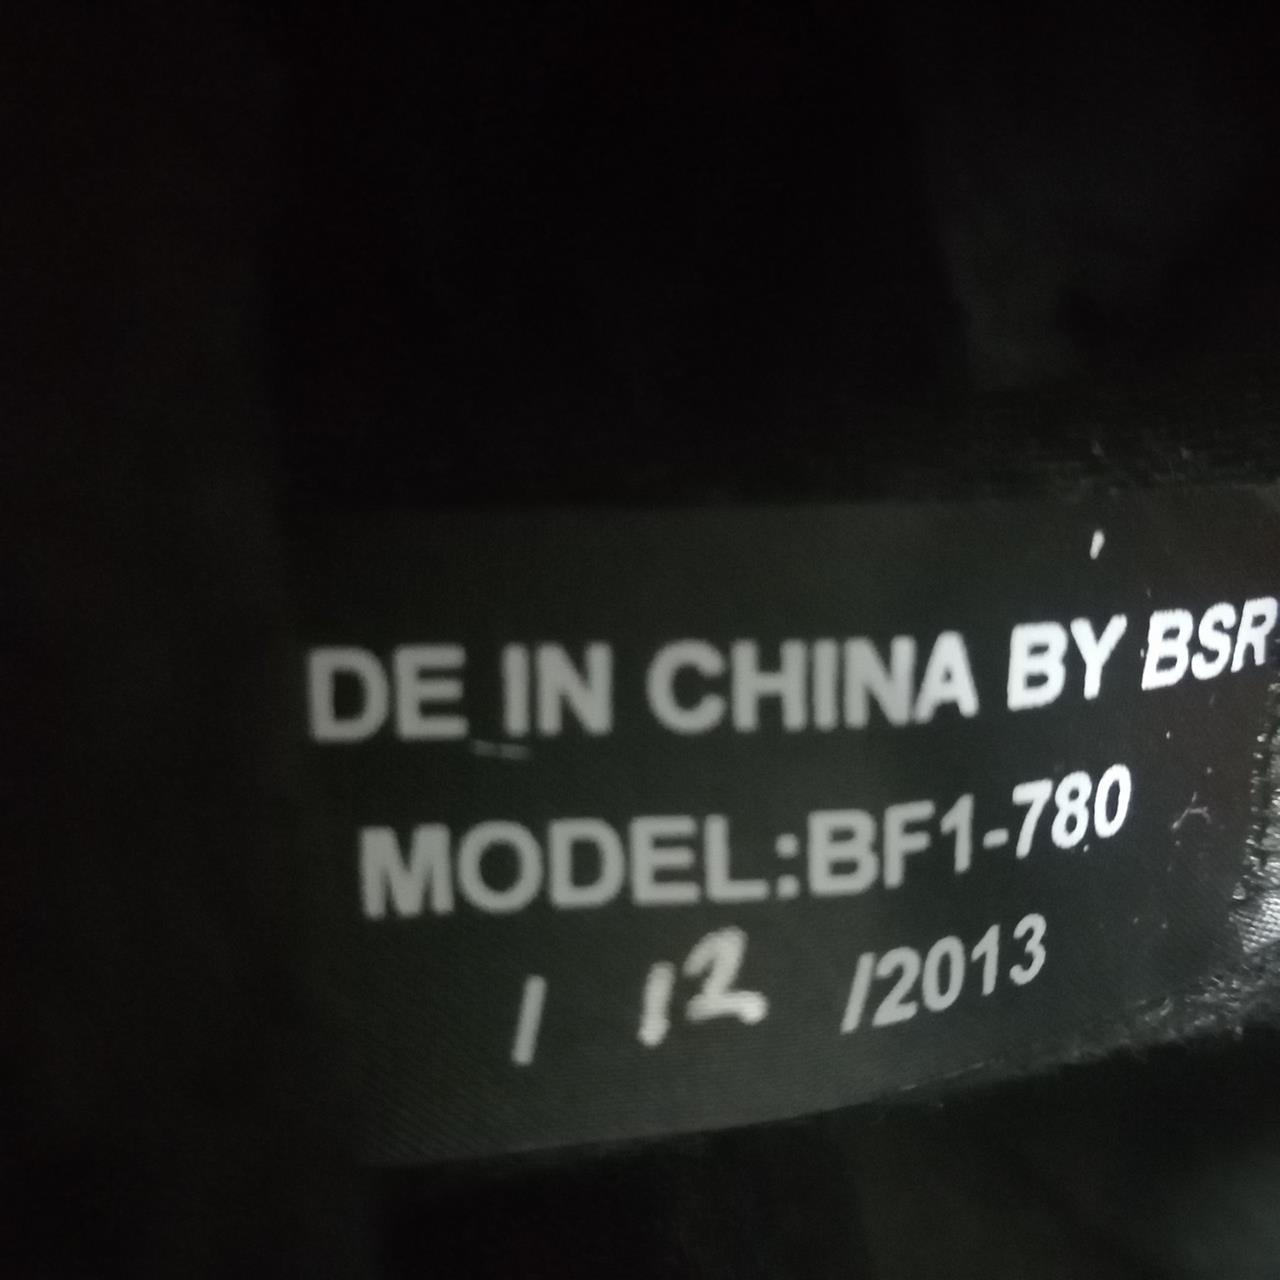 DE IN CHINA BY BSR
MODEL:BF1-780
/ 12 /2013